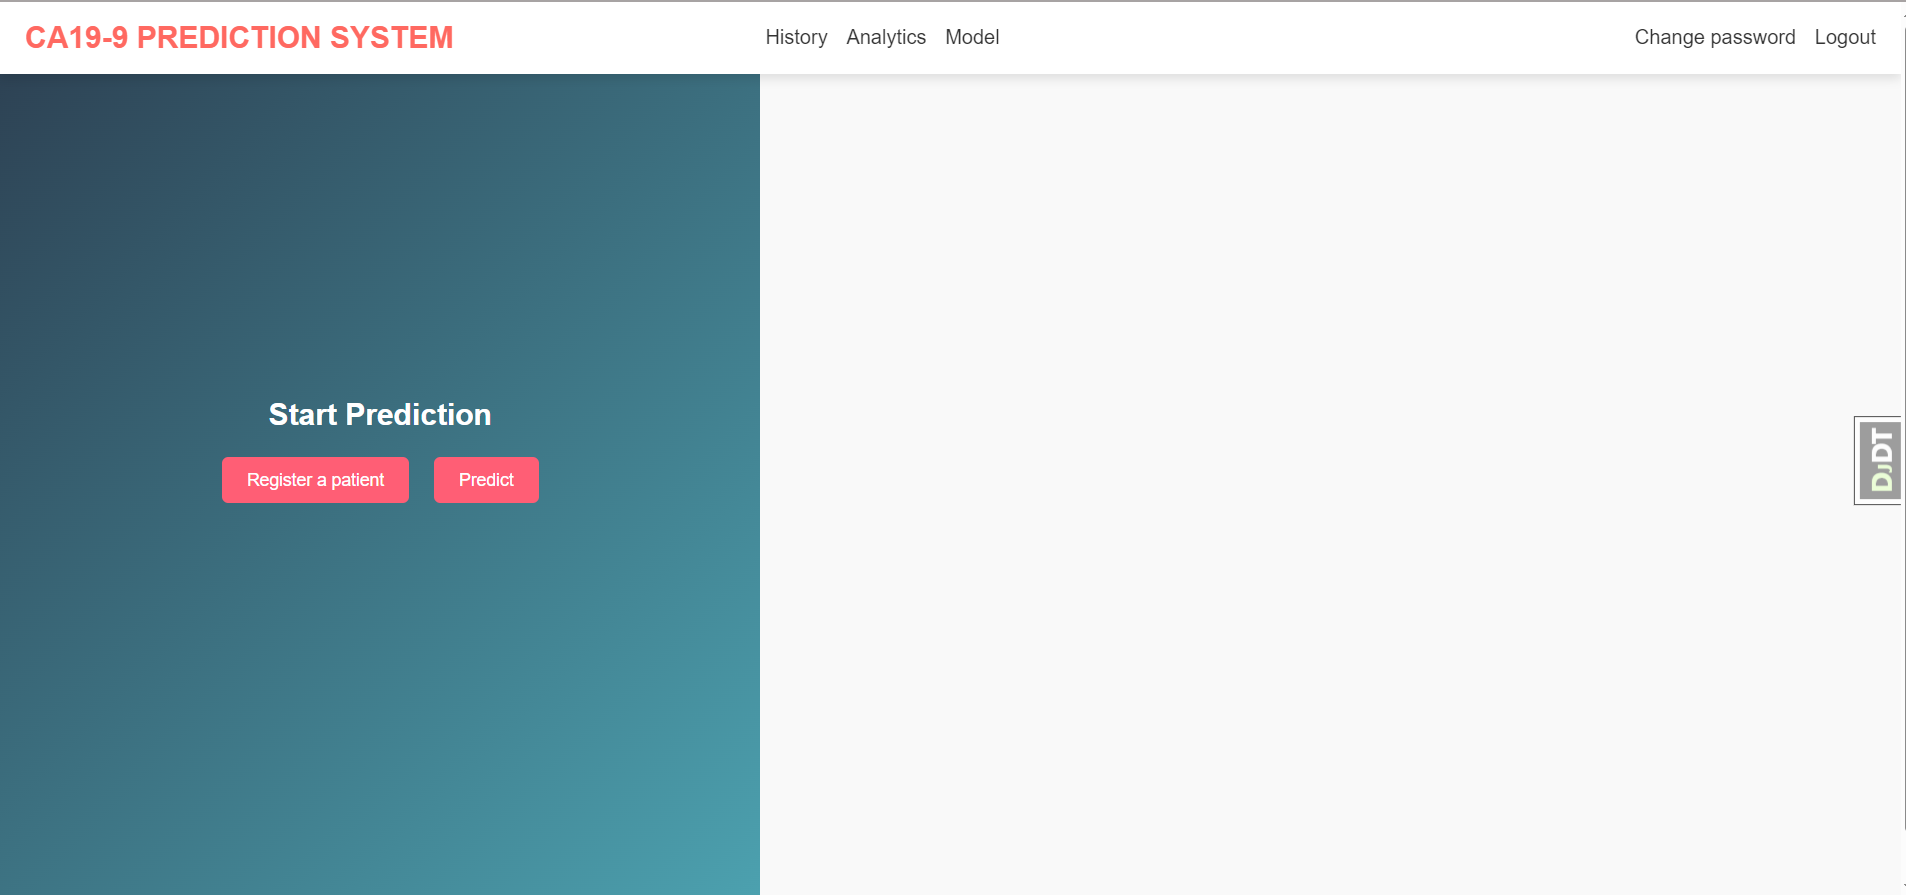 CA19-9 PREDICTION SYSTEM
History Analytics Model
Change password Logout
Start Prediction
Register a patient
Predict
DJDT